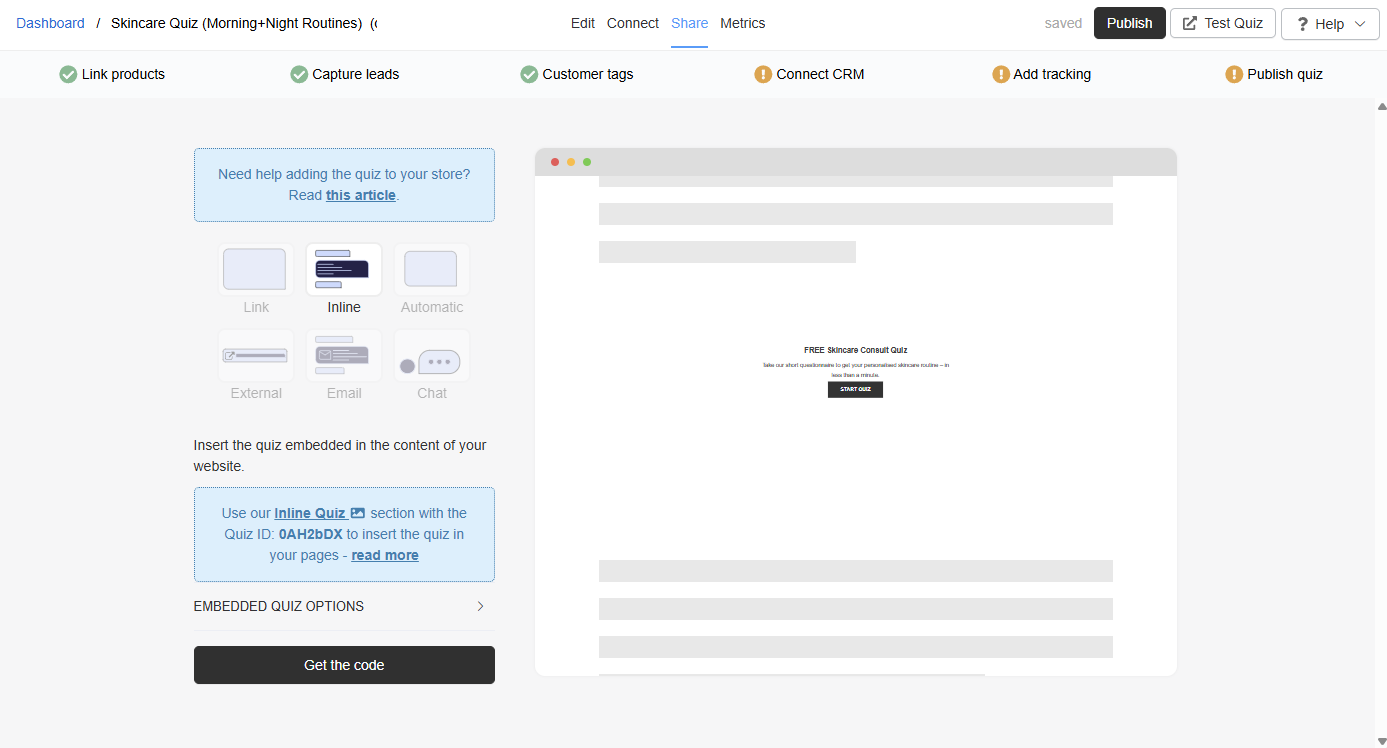 Dashboard / Skincare Quiz (Morning+Night Routines) (c
Edit Connect Share Metrics
saved Publish Test Quiz ? Help
Link products Capture leads Customer tags Connect CRM Add tracking Publish quiz
Need help adding the quiz to your store?
Read this article.
Link Inline Automatic
External Email Chat
Insert the quiz embedded in the content of your
website.
Use our Inline Quiz section with the
Quiz ID: 0AH2bDX to insert the quiz in
your pages - read more
EMBEDDED QUIZ OPTIONS
Get the code
FREE Skincare Consult Quiz
Take our short questionnaire to get your personalised skincare routine – in
less than a minute.
START QUIZ